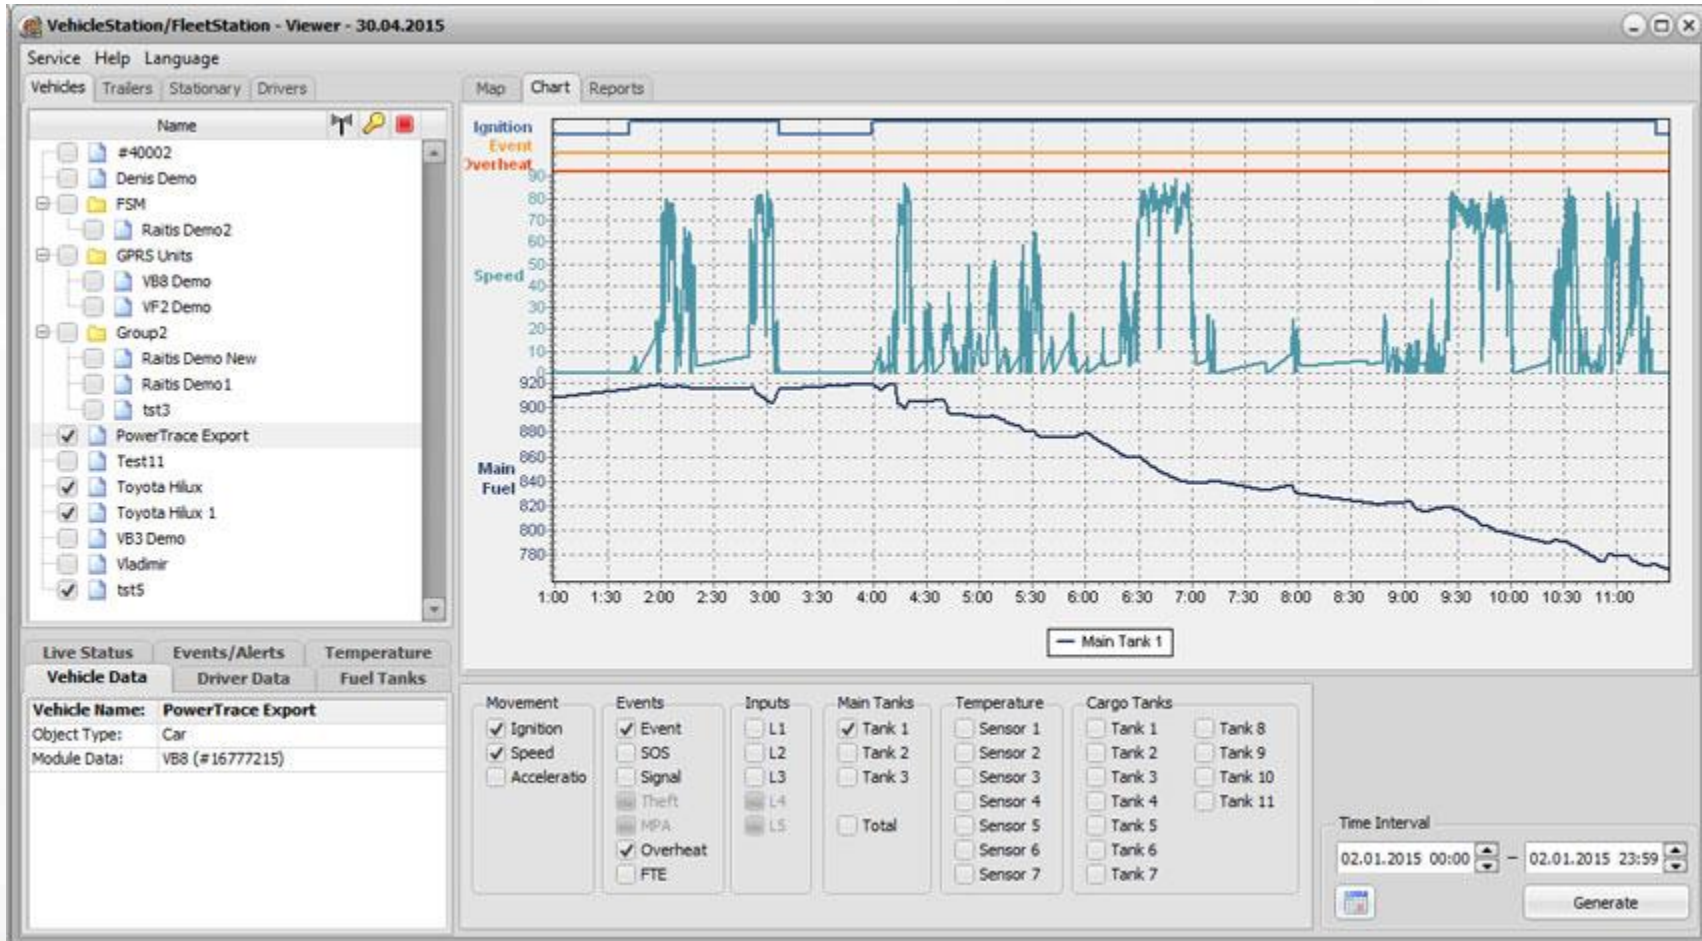 VehicleStation/FleetStation - Viewer - 30.04.2015
Service Help Language
Vehicles Trailers Stationary Drivers
Name
#40002
Denis Demo
FSM
Raitis Demo2
GPRS Units
VB8 Demo
VF2 Demo
Group2
Raitis Demo New
Raitis Demo1
tst3
PowerTrace Export
Test11
Toyota Hilux
Toyota Hilux 1
VB3 Demo
Vladimir
tst5
Live Status Events/Alerts Temperature
Vehicle Data Driver Data Fuel Tanks
Vehicle Name: PowerTrace Export
Object Type: Car
Module Data: VB8 (#16777215)
Map Chart Reports
Ignition
Event
Overheat
90
80
70
60
50
Speed
40
30
20
10
0
920
900
880
860
Main
Fuel
840
820
800
780
1:00 1:30 2:00 2:30 3:00 3:30 4:00 4:30 5:00 5:30 6:00 6:30 7:00 7:30 8:00 8:30 9:00 9:30 10:00 10:30 11:00
Main Tank 1
Movement
Ignition
Speed
Acceleratio
Events
Event
SOS
Signal
Theft
MPA
Overheat
FTE
Inputs
L1
L2
L3
L4
L5
Main Tanks
Tank 1
Tank 2
Tank 3
Total
Temperature
Sensor 1
Sensor 2
Sensor 3
Sensor 4
Sensor 5
Sensor 6
Sensor 7
Cargo Tanks
Tank 1
Tank 2
Tank 3
Tank 4
Tank 5
Tank 6
Tank 7
Tank 8
Tank 9
Tank 10
Tank 11
Time Interval
02.01.2015 00:00 – 02.01.2015 23:59
Generate